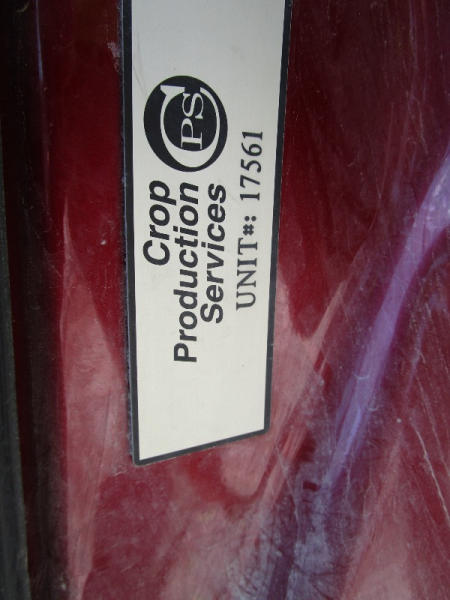 CPS
Crop
Production
Services
UNIT#: 17561